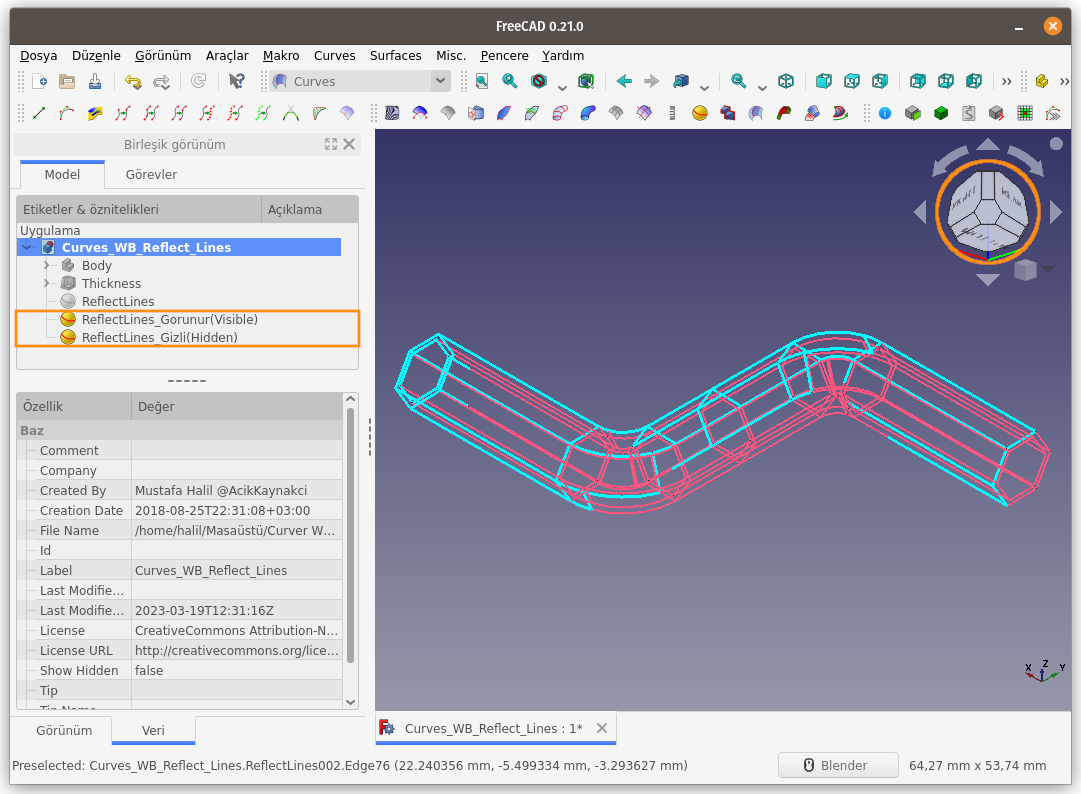 FreeCAD 0.21.0
Dosya Düzenle Görünüm Araçlar Makro Curves Surfaces Misc. Pencere Yardım
Curves
Birleşik görünüm
Model Görevler
Etiketler & öznitelikleri Açıklama
Uygulama
Curves_WB_Reflect_Lines
Body
Thickness
ReflectLines
ReflectLines_Gorunur(Visible)
ReflectLines_Gizli(Hidden)
Özellik Değer
Baz
Comment
Company
Created By Mustafa Halil @AcikKaynakci
Creation Date 2018-08-25T22:31:08+03:00
File Name /home/halil/Masaüstü/Curver W...
Id
Label Curves_WB_Reflect_Lines
Last Modifie...
Last Modifie... 2023-03-19T12:31:16Z
License CreativeCommons Attribution-N...
License URL http://creativecommons.org/lice...
Show Hidden false
Tip
X Z Y
Görünüm Veri
Curves_WB_Reflect_Lines : 1*
Preselected: Curves_WB_Reflect_Lines.ReflectLines002.Edge76 (22.240356 mm, -5.499334 mm, -3.293627 mm)
Blender
64,27 mm x 53,74 mm